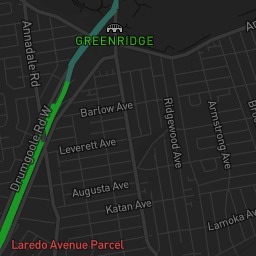 Annadale Rd
GREENRIDGE
Drumgoole Rd W
Barlow Ave
Ridgewood Ave
Armstrong Ave
Leverett Ave
Augusta Ave
Katan Ave
Lamoka Ave
Laredo Avenue Parcel